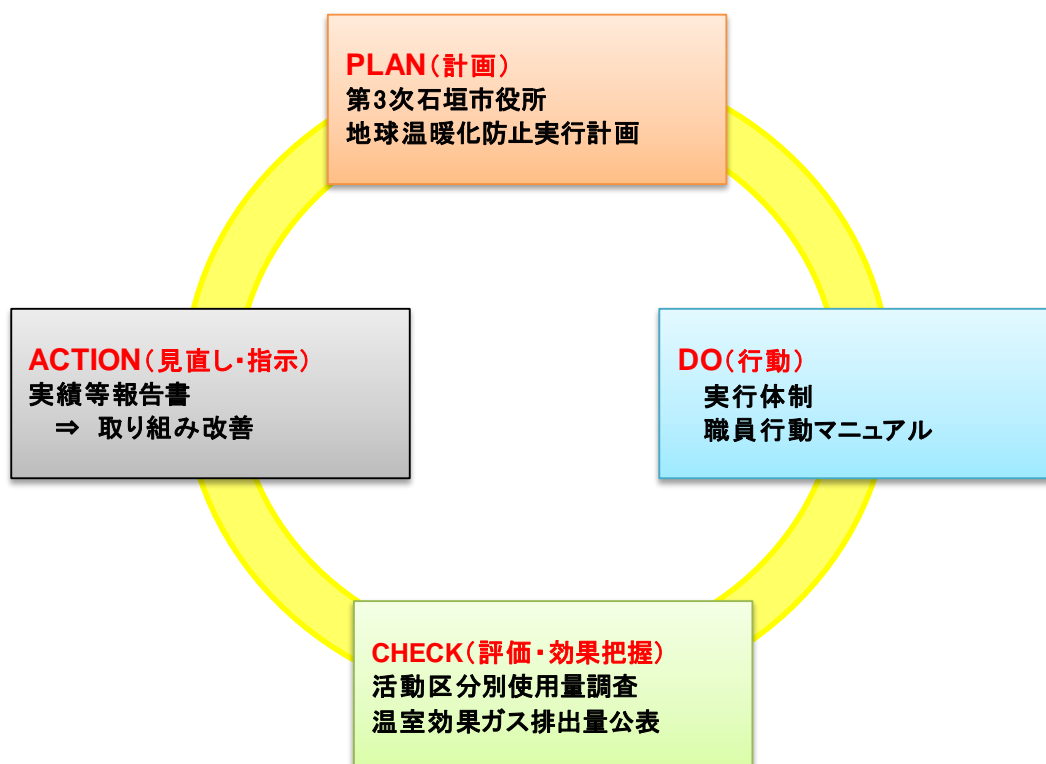 PLAN（計画）
第3次石垣市役所
地球温暖化防止実行計画
DO（行動）
実行体制
職員行動マニュアル
CHECK（評価・効果把握）
活動区分別使用量調査
温室効果ガス排出量公表
ACTION（見直し・指示）
実績等報告書
⇒ 取り組み改善